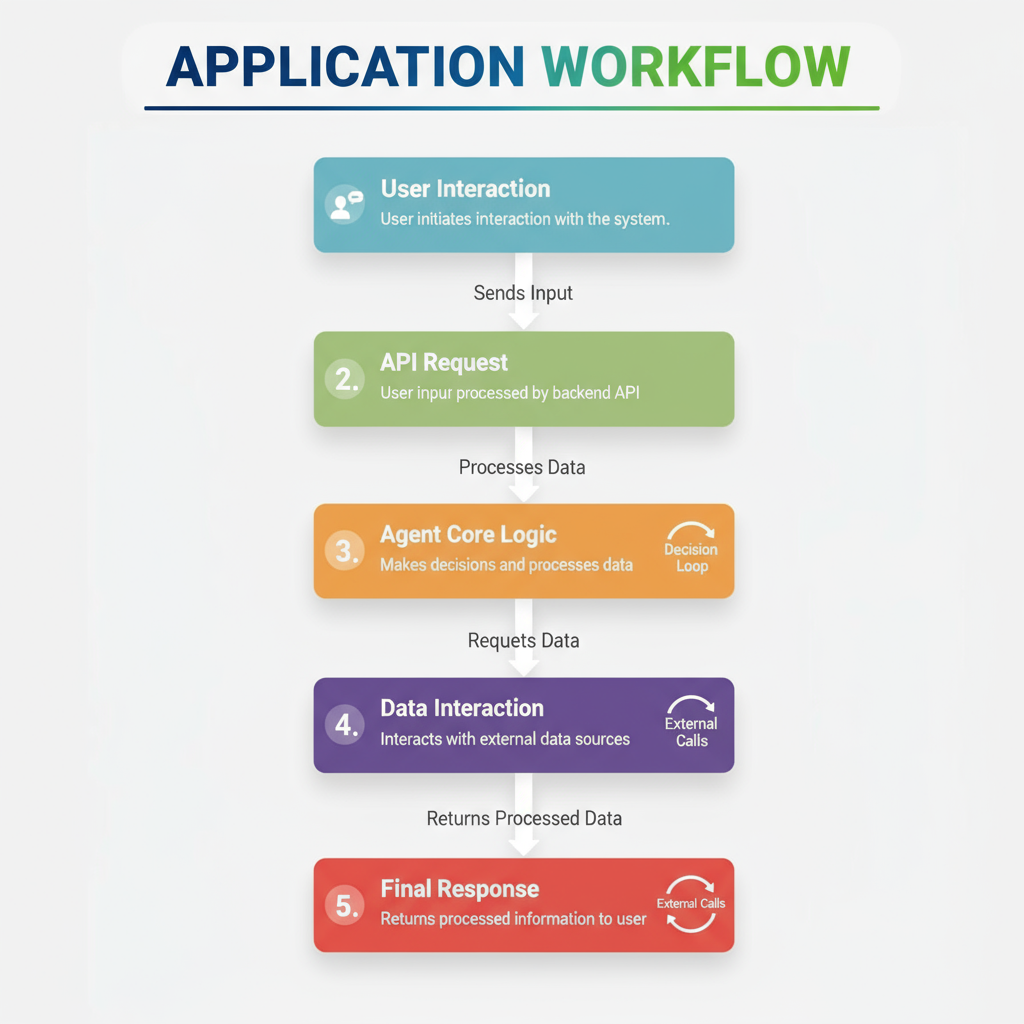 APPLICATION WORKFLOW
User Interaction
User initiates interaction with the system.
Sends Input
2.
API Request
User inpur processed by backend API
Processes Data
3.
Agent Core Logic
Makes decisions and processes data
Decision
Loop
Requets Data
4.
Data Interaction
Interacts with external data sources
External
Calls
Returns Processed Data
5.
Final Response
Returns processed information to user
External Calls